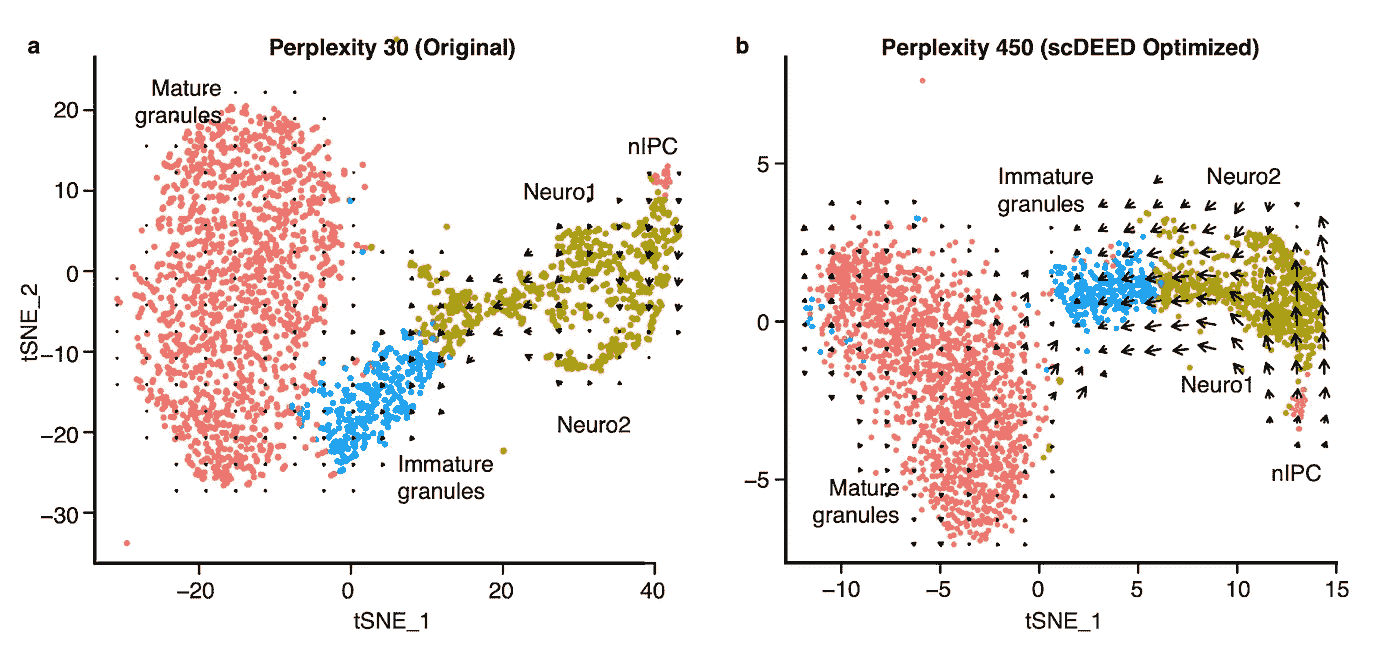 a
Perplexity 30 (Original)
Mature
granules
nIPC
Neuro1
Neuro2
Immature
granules
20
10
0
−10
−20
−30
tSNE_2
−20
0
20
40
tSNE_1
b
Perplexity 450 (scDEED Optimized)
Immature
granules
Neuro2
Neuro1
nIPC
Mature
granules
5
0
−5
−10
−5
0
5
10
15
tSNE_1